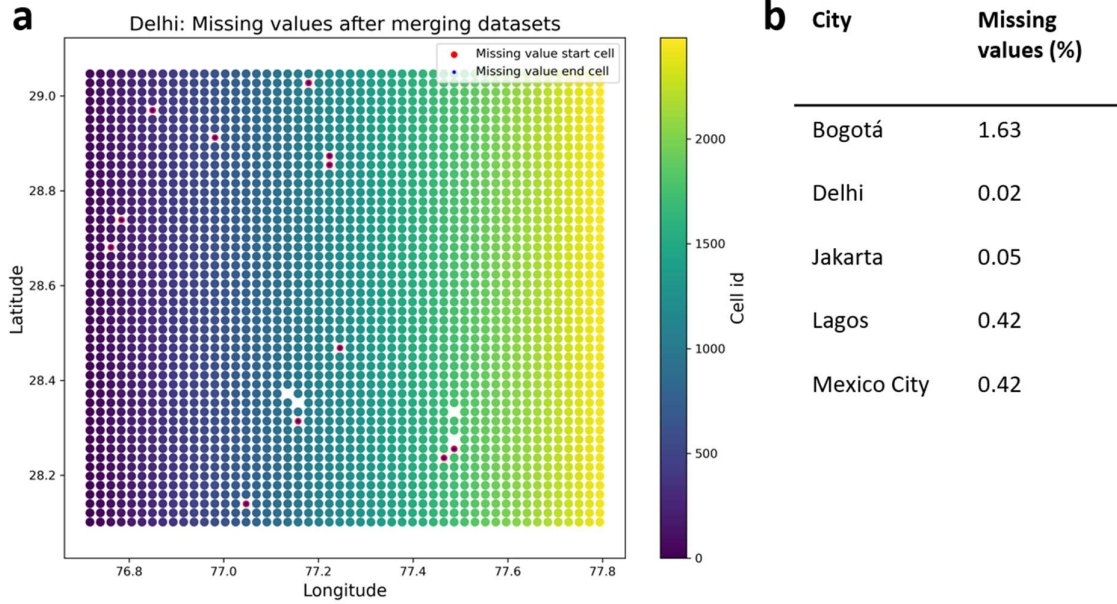 a
Delhi: Missing values after merging datasets
Missing value start cell
Missing value end cell
29.0
28.8
28.6
28.4
28.2
Latitude
76.8 77.0 77.2 77.4 77.6 77.8
Longitude
2000
1500
1000
500
0
Cell id
b
City Missing values (%)
Bogotá 1.63
Delhi 0.02
Jakarta 0.05
Lagos 0.42
Mexico City 0.42